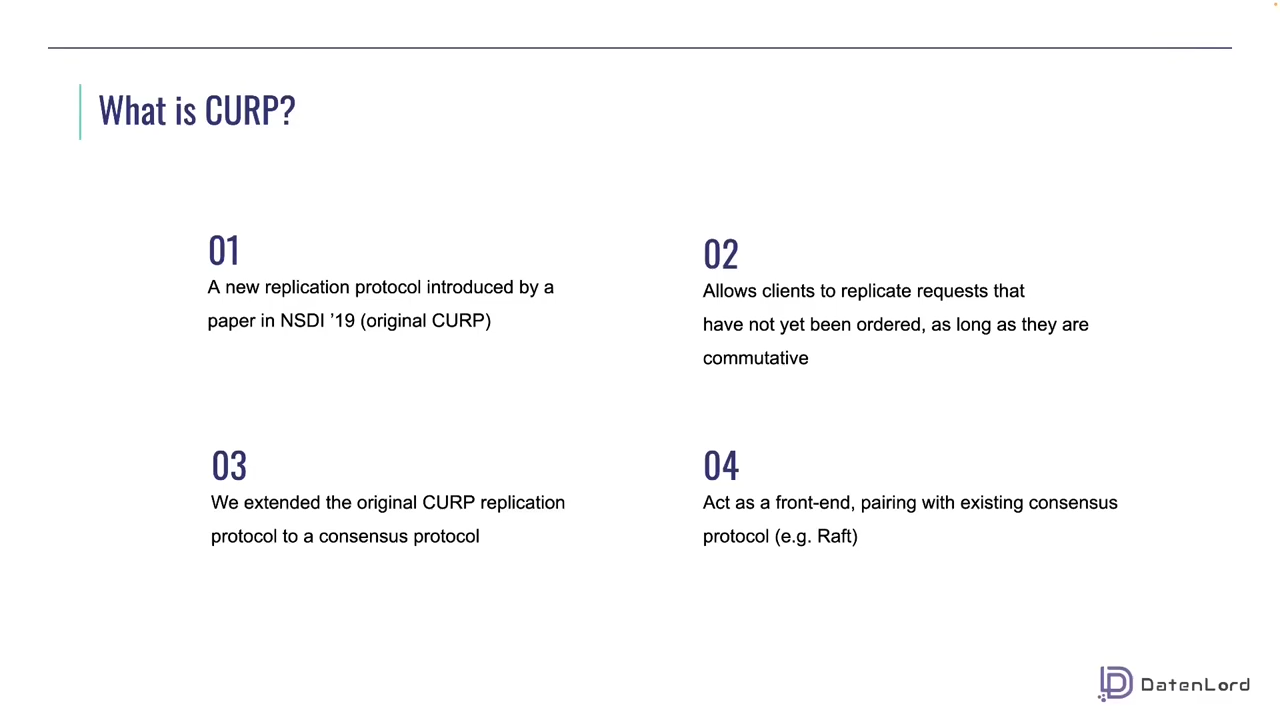 What is CURP?
01
A new replication protocol introduced by a
paper in NSDI ’19 (original CURP)
02
Allows clients to replicate requests that
have not yet been ordered, as long as they are
commutative
03
We extended the original CURP replication
protocol to a consensus protocol
04
Act as a front-end, pairing with existing consensus
protocol (e.g. Raft)
DatenLord